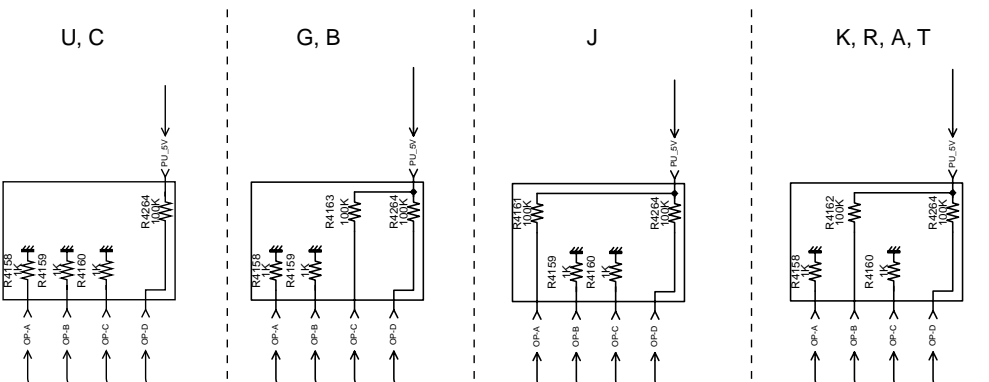 U, C
G, B
J
K, R, A, T
PU_5V
R4264
100K
R4158
1K
R4159
1K
R4160
1K
OP-A
OP-B
OP-C
OP-D
PU_5V
R4163
100K
R4264
100K
R4158
1K
R4159
1K
OP-A
OP-B
OP-C
OP-D
PU_5V
R4161
100K
R4264
100K
R4159
1K
R4160
1K
OP-A
OP-B
OP-C
OP-D
PU_5V
R4162
100K
R4264
100K
R4158
1K
R4160
1K
OP-A
OP-B
OP-C
OP-D